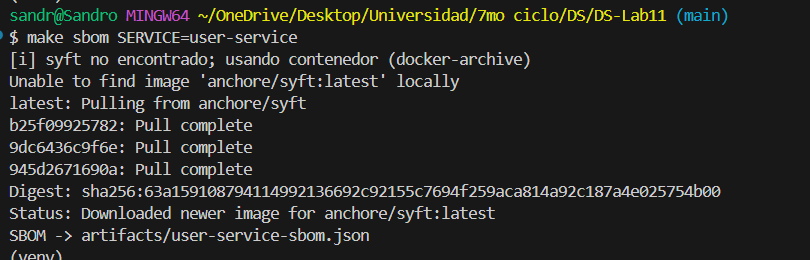 sandr@Sandro MINGW64 ~/OneDrive/Desktop/Universidad/7mo ciclo/DS/DS-Lab11 (main)
$ make sbom SERVICE=user-service
[i] syft no encontrado; usando contenedor (docker-archive)
Unable to find image 'anchore/syft:latest' locally
latest: Pulling from anchore/syft
b25f09925782: Pull complete
9dc6436c9f6e: Pull complete
945d2671690a: Pull complete
Digest: sha256:63a159108794114992136692c92155c7694f259aca814a92c187a4e025754b00
Status: Downloaded newer image for anchore/syft:latest
SBOM -> artifacts/user-service-sbom.json
(venv)